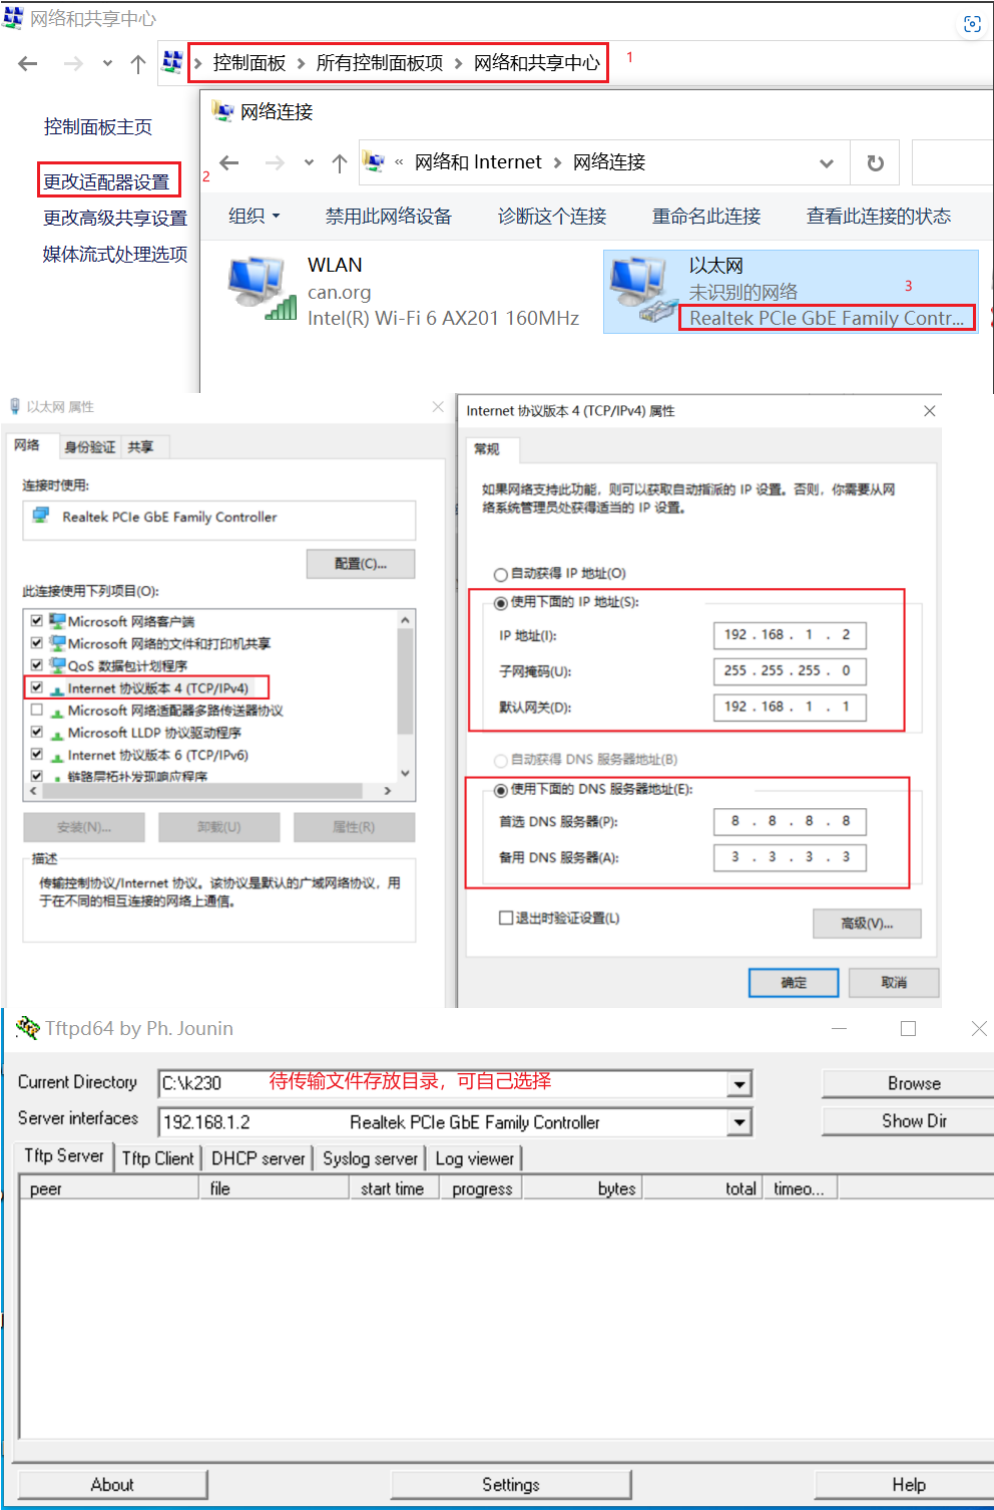 网络和共享中心
控制面板 > 所有控制面板项 > 网络和共享中心 1
控制面板主页
2
更改适配器设置
更改高级共享设置
媒体流式处理选项
网络连接
« 网络和 Internet > 网络连接
组织 禁用此网络设备 诊断这个连接 重命名此连接 查看此连接的状态
WLAN
can.org
Intel(R) Wi-Fi 6 AX201 160MHz
以太网
未识别的网络 3
Realtek PCIe GbE Family Contr...
以太网 属性
网络 身份验证 共享
连接时使用:
Realtek PCIe GbE Family Controller
配置(C)...
此连接使用下列项目(O):
Microsoft 网络客户端
Microsoft 网络的文件和打印机共享
QoS 数据包计划程序
Internet 协议版本 4 (TCP/IPv4)
Microsoft 网络适配器多路传送器协议
Microsoft LLDP 协议驱动程序
Internet 协议版本 6 (TCP/IPv6)
链路层拓扑发现响应程序
安装(N)... 卸载(U) 属性(R)
描述
传输控制协议/Internet 协议。该协议是默认的广域网络协议，用
于在不同的相互连接的网络上通信。
Internet 协议版本 4 (TCP/IPv4) 属性
常规
如果网络支持此功能，则可以获取自动指派的 IP 设置。否则，你需要从网
络系统管理员处获得适当的 IP 设置。
自动获得 IP 地址(O)
使用下面的 IP 地址(S):
IP 地址(I): 192 . 168 . 1 . 2
子网掩码(U): 255 . 255 . 255 . 0
默认网关(D): 192 . 168 . 1 . 1
自动获得 DNS 服务器地址(B)
使用下面的 DNS 服务器地址(E):
首选 DNS 服务器(P): 8 . 8 . 8 . 8
备用 DNS 服务器(A): 3 . 3 . 3 . 3
退出时验证设置(L)
高级(V)...
确定 取消
Tftpd64 by Ph. Jounin
Current Directory C:\k230 待传输文件存放目录，可自己选择 Browse
Server interfaces 192.168.1.2 Realtek PCIe GbE Family Controller Show Dir
Tftp Server Tftp Client DHCP server Syslog server Log viewer
peer file start time progress bytes total timeo...
About Settings Help